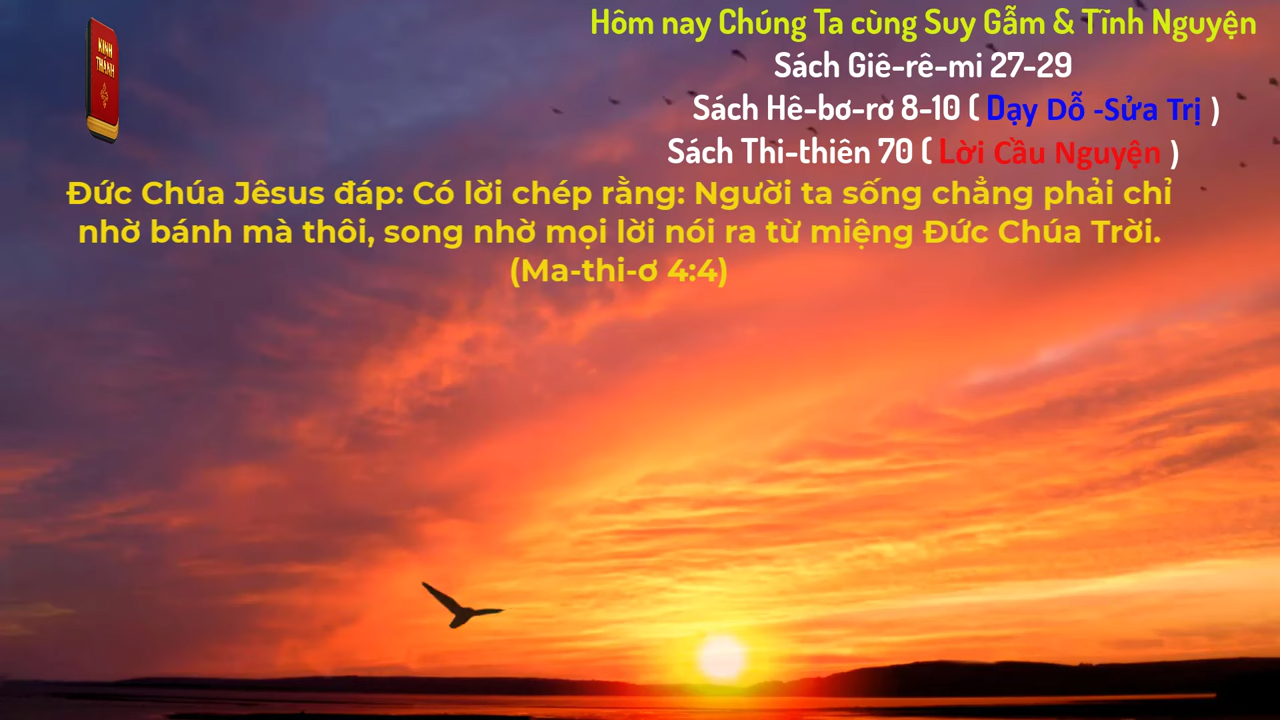 KINH
THÁNH
Hôm nay Chúng Ta cùng Suy Gẫm & Tĩnh Nguyện
Sách Giê-rê-mi 27-29
Sách Hê-bơ-rơ 8-10 ( Dạy Dỗ -Sửa Trị )
Sách Thi-thiên 70 ( Lời Cầu Nguyện )
Đức Chúa Jêsus đáp: Có lời chép rằng: Người ta sống chẳng phải chỉ
nhờ bánh mà thôi, song nhờ mọi lời nói ra từ miệng Đức Chúa Trời.
(Ma-thi-ơ 4:4)